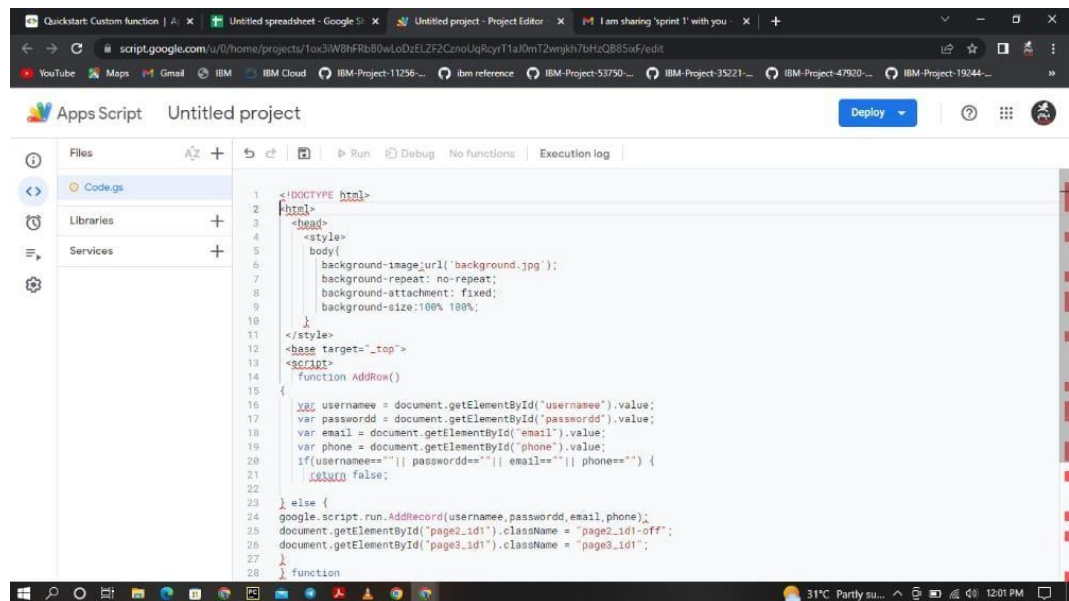 Quickstart: Custom function | A
Untitled spreadsheet - Google S
Untitled project - Project Editor
I am sharing 'sprint 1' with you
script.google.com/u/0/home/projects/1ox3iW8hFRbB0wLoDzELZF2CznoUqRcyrT1aJ0mT2wnjkh7bHzQB85ixF/edit
YouTube Maps Gmail IBM IBM Cloud IBM-Project-11256-... ibm reference IBM-Project-53750-... IBM-Project-35221-... IBM-Project-47920-... IBM-Project-19244-... »
Apps Script Untitled project Deploy
Files AZ + Run Debug No functions Execution log
Code.gs
Libraries +
Services +
1 <!DOCTYPE html>
2 <html>
3 <head>
4 <style>
5 body{
6 background-image:url('background.jpg');
7 background-repeat: no-repeat;
8 background-attachment: fixed;
9 background-size:100% 100%;
10 }
11 </style>
12 <base target="_top">
13 <script>
14 function AddRow()
15 {
16 var usernamee = document.getElementById("usernamee").value;
17 var passwordd = document.getElementById("passwordd").value;
18 var email = document.getElementById("email").value;
19 var phone = document.getElementById("phone").value;
20 if(usernamee==""|| passwordd==""|| email==""|| phone=="") {
21 return false;
22
23 } else {
24 google.script.run.AddRecord(usernamee,passwordd,email,phone);
25 document.getElementById("page2_id1").className = "page2_id1-off";
26 document.getElementById("page3_id1").className = "page3_id1";
27 }
28 } function
31°C Partly su... 12:01 PM